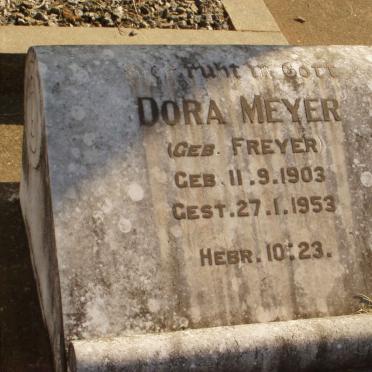 ruht in Gott
DORA MEYER
(GEB. FREYER)
GEB. 11.9.1903
GEST. 27.1.1953
HEBR. 10:23.